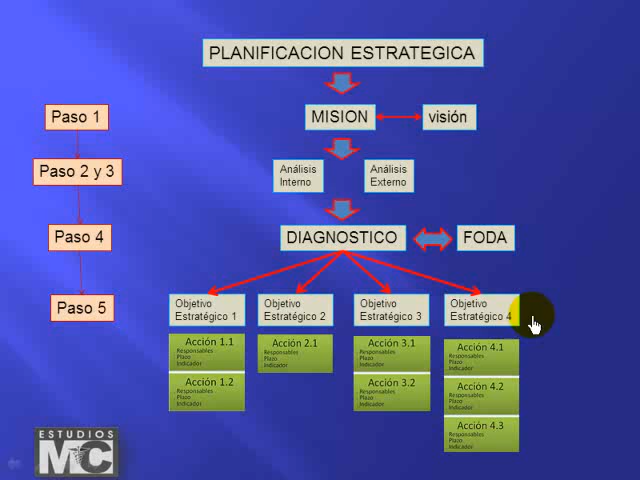 PLANIFICACION ESTRATEGICA
Paso 1
MISION
visión
Paso 2 y 3
Análisis
Interno
Análisis
Externo
Paso 4
DIAGNOSTICO
FODA
Paso 5
Objetivo
Estratégico 1
Objetivo
Estratégico 2
Objetivo
Estratégico 3
Objetivo
Estratégico 4
Acción 1.1
Responsables
Plazo
Indicador
Acción 1.2
Responsables
Plazo
Indicador
Acción 2.1
Responsables
Plazo
Indicador
Acción 3.1
Responsables
Plazo
Indicador
Acción 3.2
Responsables
Plazo
Indicador
Acción 4.1
Responsables
Plazo
Indicador
Acción 4.2
Responsables
Plazo
Indicador
Acción 4.3
Responsables
Plazo
Indicador
ESTUDIOS
MC